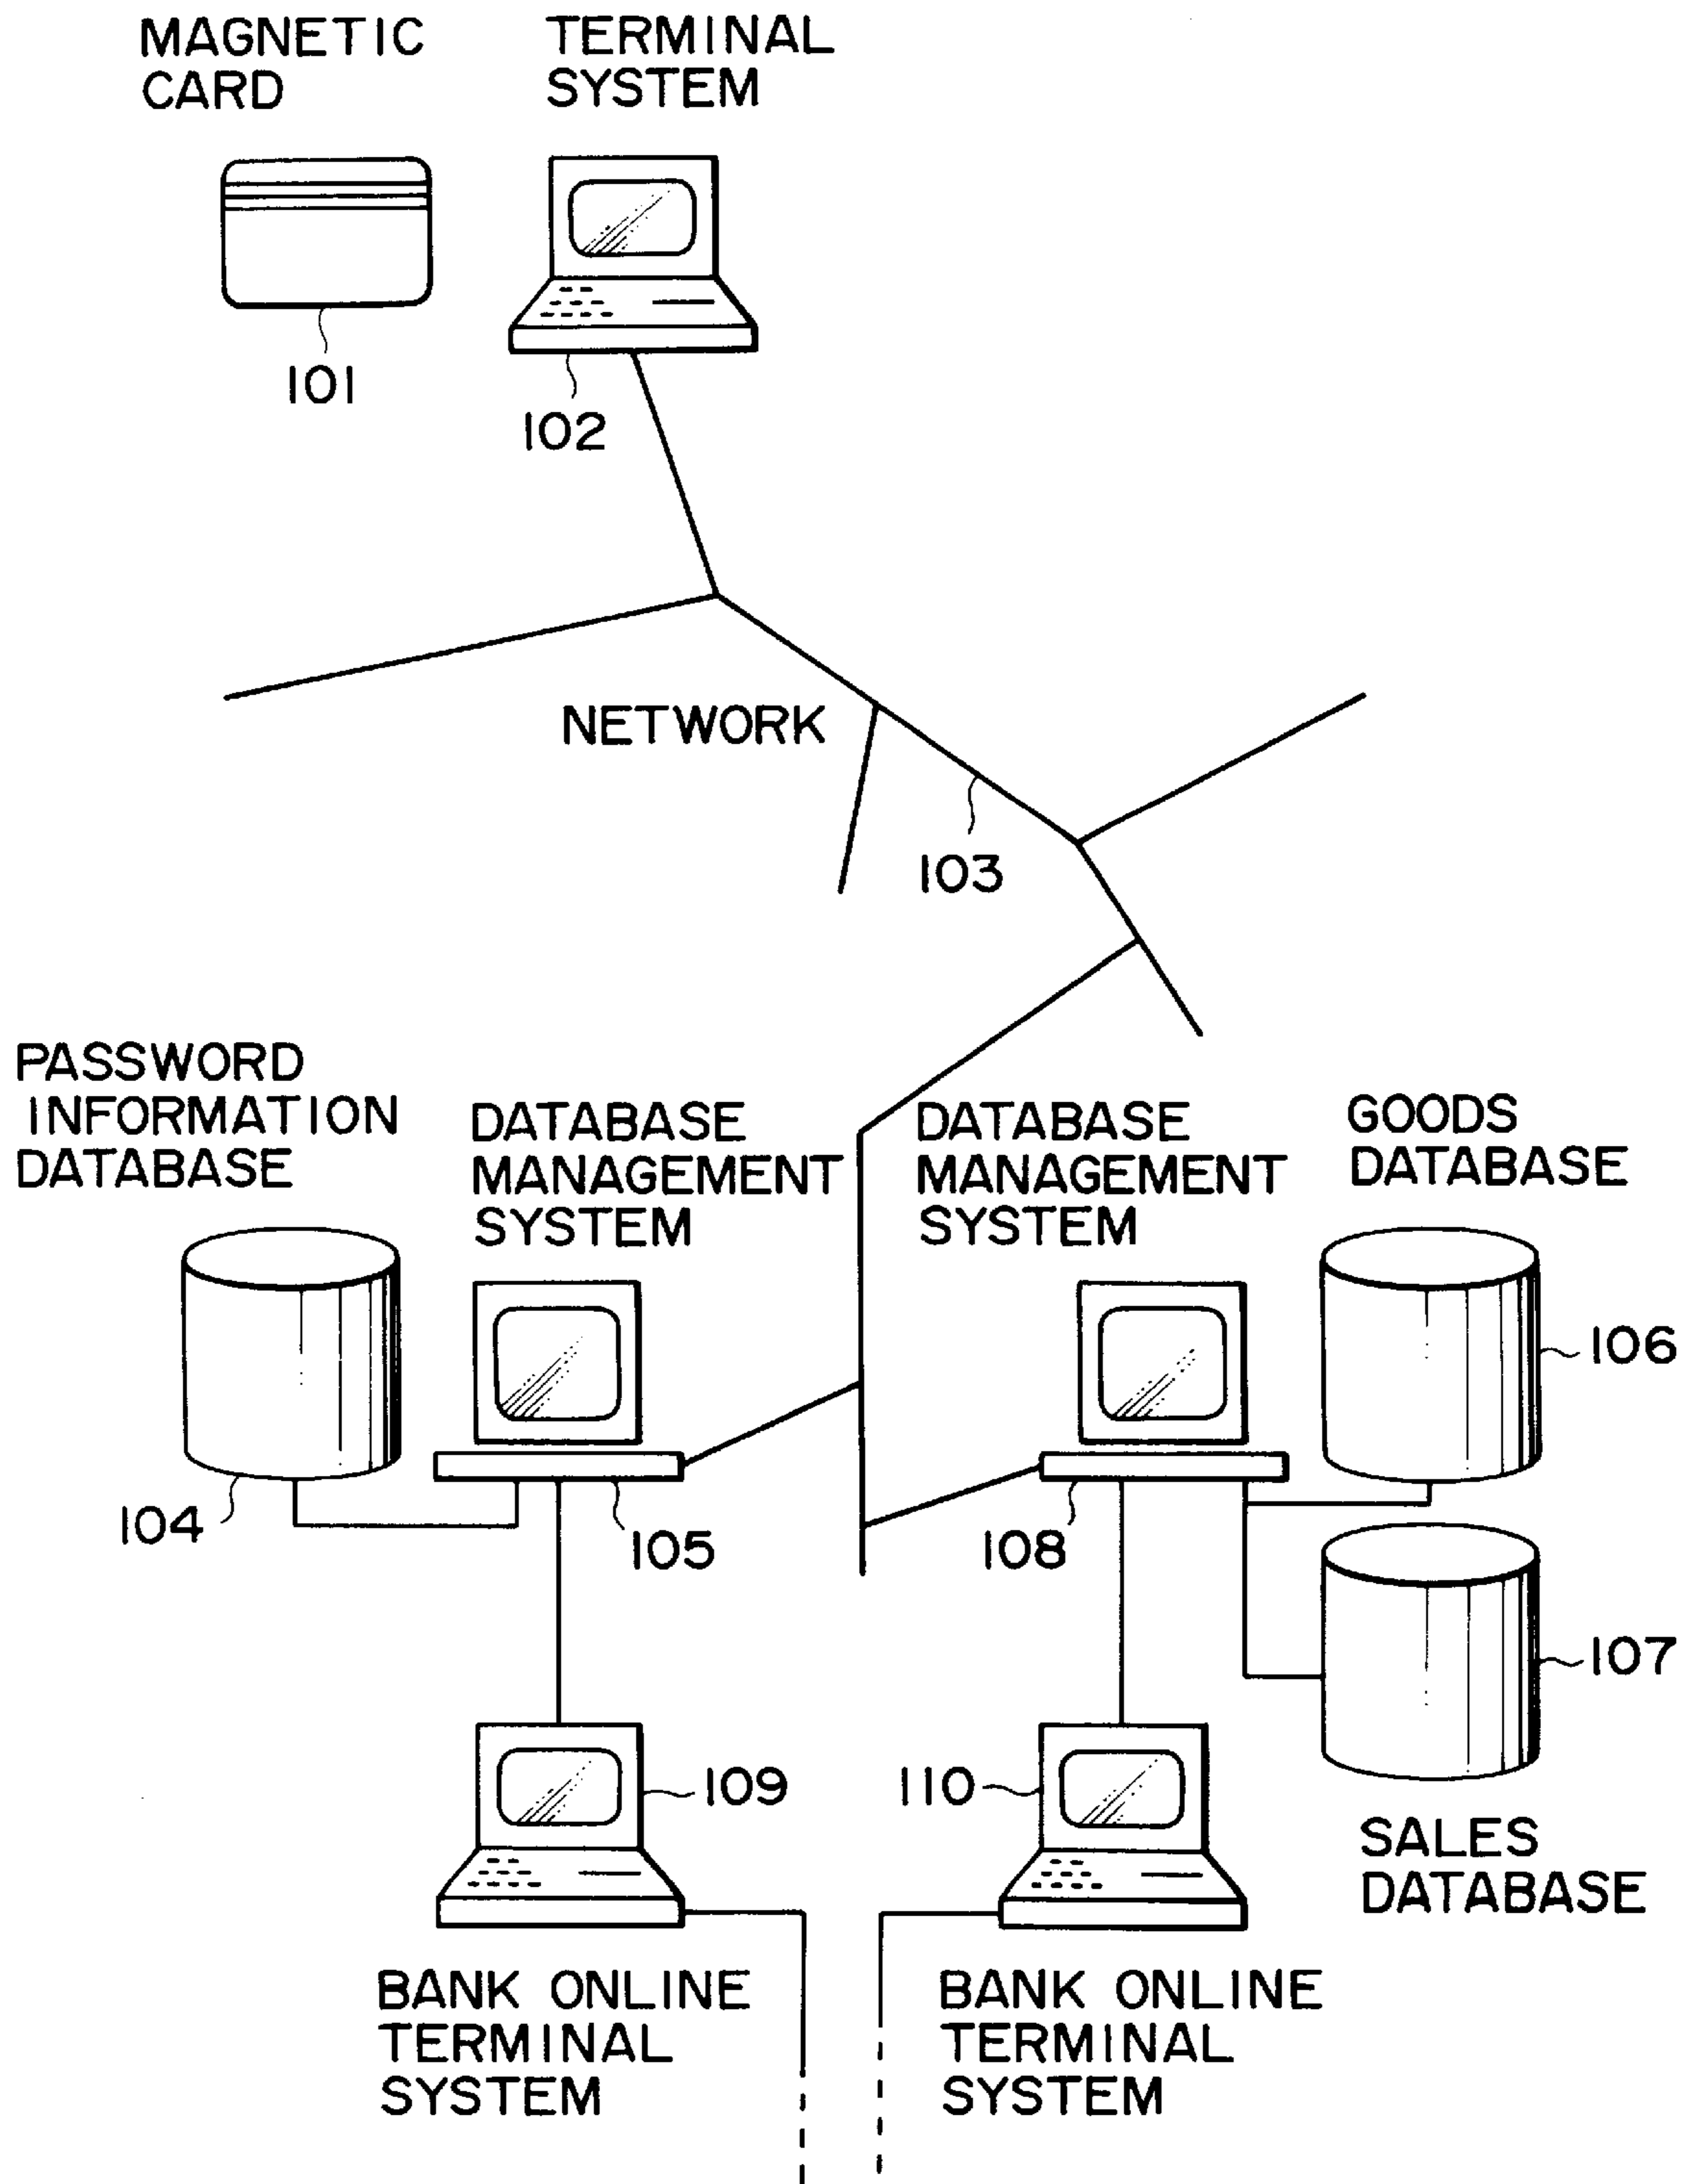 MAGNETIC
CARD
TERMINAL
SYSTEM
101
102
NETWORK
103
PASSWORD
INFORMATION
DATABASE
DATABASE
MANAGEMENT
SYSTEM
DATABASE
MANAGEMENT
SYSTEM
GOODS
DATABASE
106
104
105
108
107
109
110
SALES
DATABASE
BANK ONLINE
TERMINAL
SYSTEM
BANK ONLINE
TERMINAL
SYSTEM